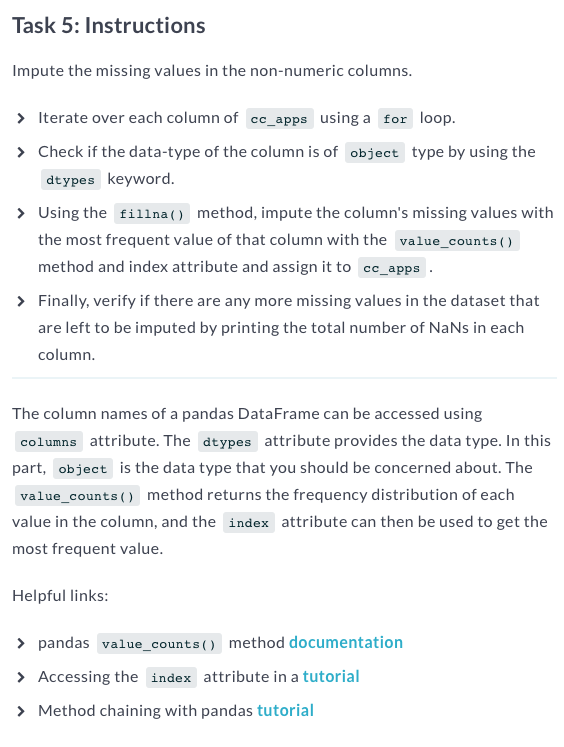 Task 5: Instructions
Impute the missing values in the non-numeric columns.
Iterate over each column of cc_apps using a for loop.
Check if the data-type of the column is of object type by using the
dtypes keyword.
Using the fillna() method, impute the column's missing values with
the most frequent value of that column with the value_counts()
method and index attribute and assign it to cc_apps .
Finally, verify if there are any more missing values in the dataset that
are left to be imputed by printing the total number of NaNs in each
column.
The column names of a pandas DataFrame can be accessed using
columns attribute. The dtypes attribute provides the data type. In this
part, object is the data type that you should be concerned about. The
value_counts() method returns the frequency distribution of each
value in the column, and the index attribute can then be used to get the
most frequent value.
Helpful links:
pandas value_counts() method documentation
Accessing the index attribute in a tutorial
Method chaining with pandas tutorial